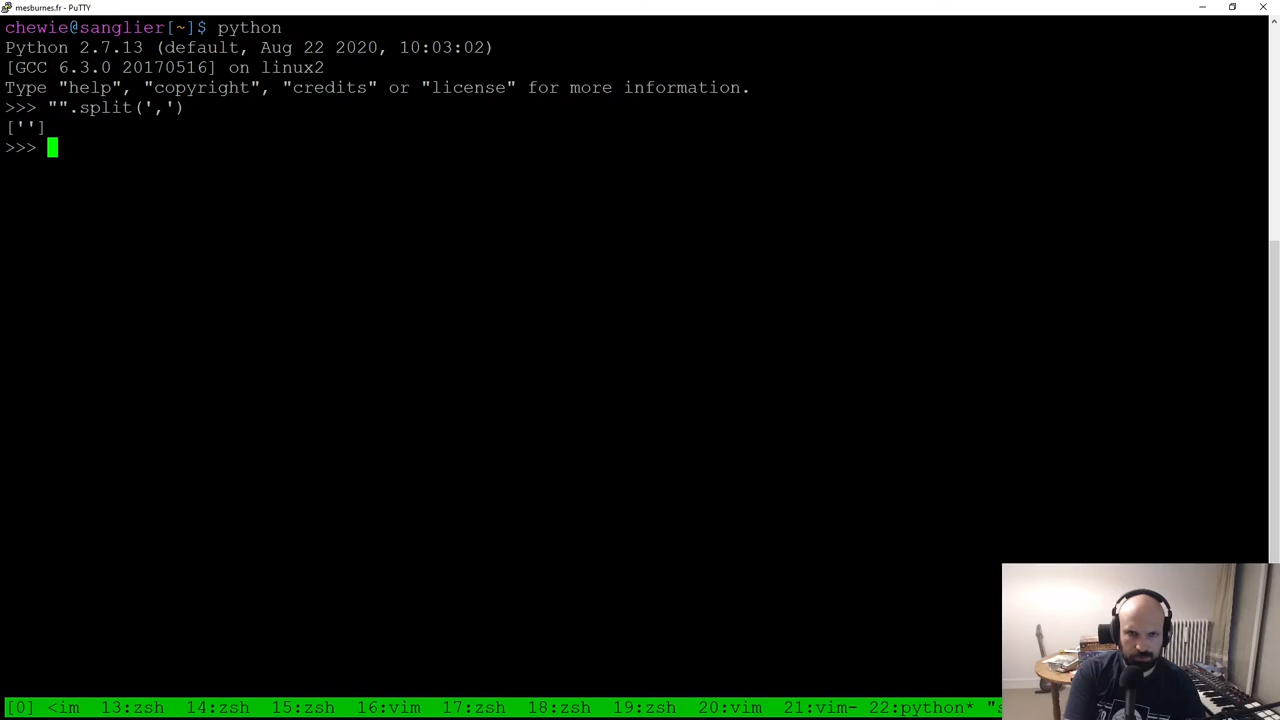 mesburnes.fr - PuTTY
chewie@sanglier[~]$ python
Python 2.7.13 (default, Aug 22 2020, 10:03:02)
[GCC 6.3.0 20170516] on linux2
Type "help", "copyright", "credits" or "license" for more information.
>>> "".split(',')
['']
>>>
[0] <im  13:zsh  14:zsh  15:zsh  16:vim  17:zsh  18:zsh  19:zsh  20:vim  21:vim- 22:python* "s